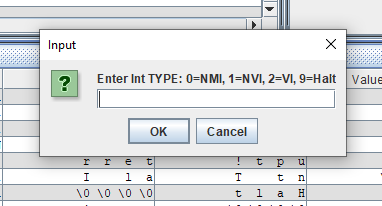 Input
Enter Int TYPE: 0=NMI, 1=NVI, 2=VI, 9=Halt
Value
OK
Cancel
r r e t ! t p u
I l a T t n
\0 \0 \0 \0 \0 l t a H